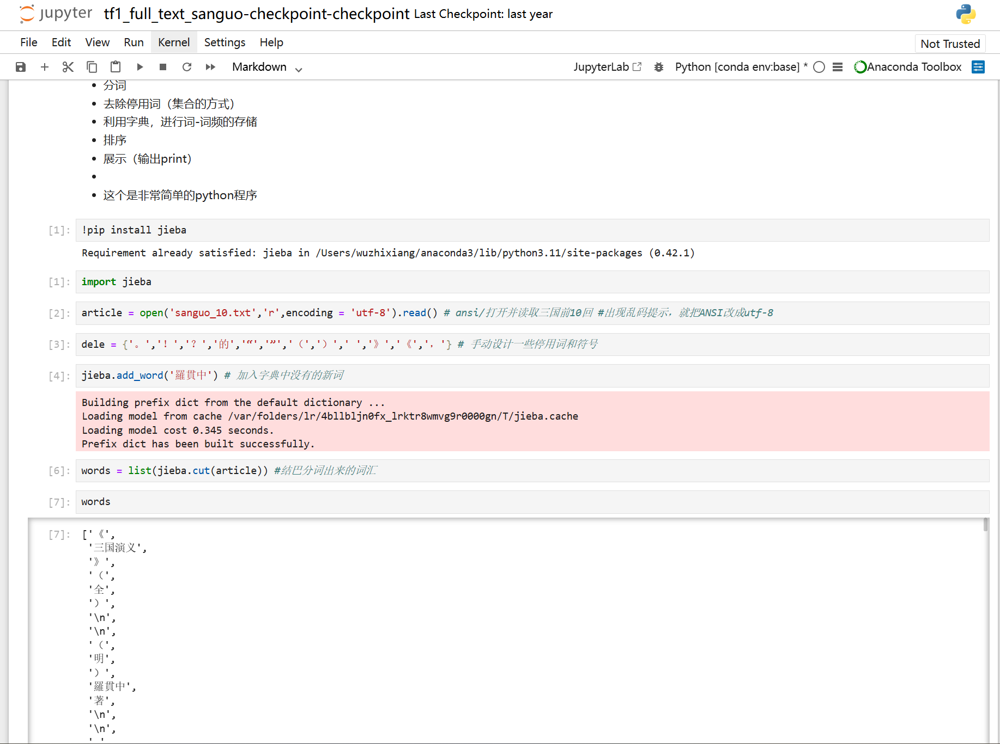 jupyter tf1_full_text_sanguo-checkpoint-checkpoint Last Checkpoint: last year
File Edit View Run Kernel Settings Help
Not Trusted
Markdown
JupyterLab Python [conda env:base] * Anaconda Toolbox
• 分词
• 去除停用词（集合的方式）
• 利用字典，进行词-词频的存储
• 排序
• 展示（输出print）
•
• 这个是非常简单的python程序
[1]: !pip install jieba
Requirement already satisfied: jieba in /Users/wuzhixiang/anaconda3/lib/python3.11/site-packages (0.42.1)
[1]: import jieba
[2]: article = open('sanguo_10.txt','r',encoding = 'utf-8').read() # ansi/打开并读取三国前10回 #出现乱码提示，就把ANSI改成utf-8
[3]: dele = {'。','！','？','的','“','”','（','）',' ','》','《','，'} # 手动设计一些停用词和符号
[4]: jieba.add_word('羅貫中') # 加入字典中没有的新词
Building prefix dict from the default dictionary ...
Loading model from cache /var/folders/lr/4bllbljn0fx_lrktr8wmvg9r0000gn/T/jieba.cache
Loading model cost 0.345 seconds.
Prefix dict has been built successfully.
[6]: words = list(jieba.cut(article)) #结巴分词出来的词汇
[7]: words
[7]: ['《',
'三国演义',
'》',
'（',
'全',
'）',
'\n',
'\n',
'（',
'明',
'）',
'羅貫中',
'著',
'\n',
'\n',